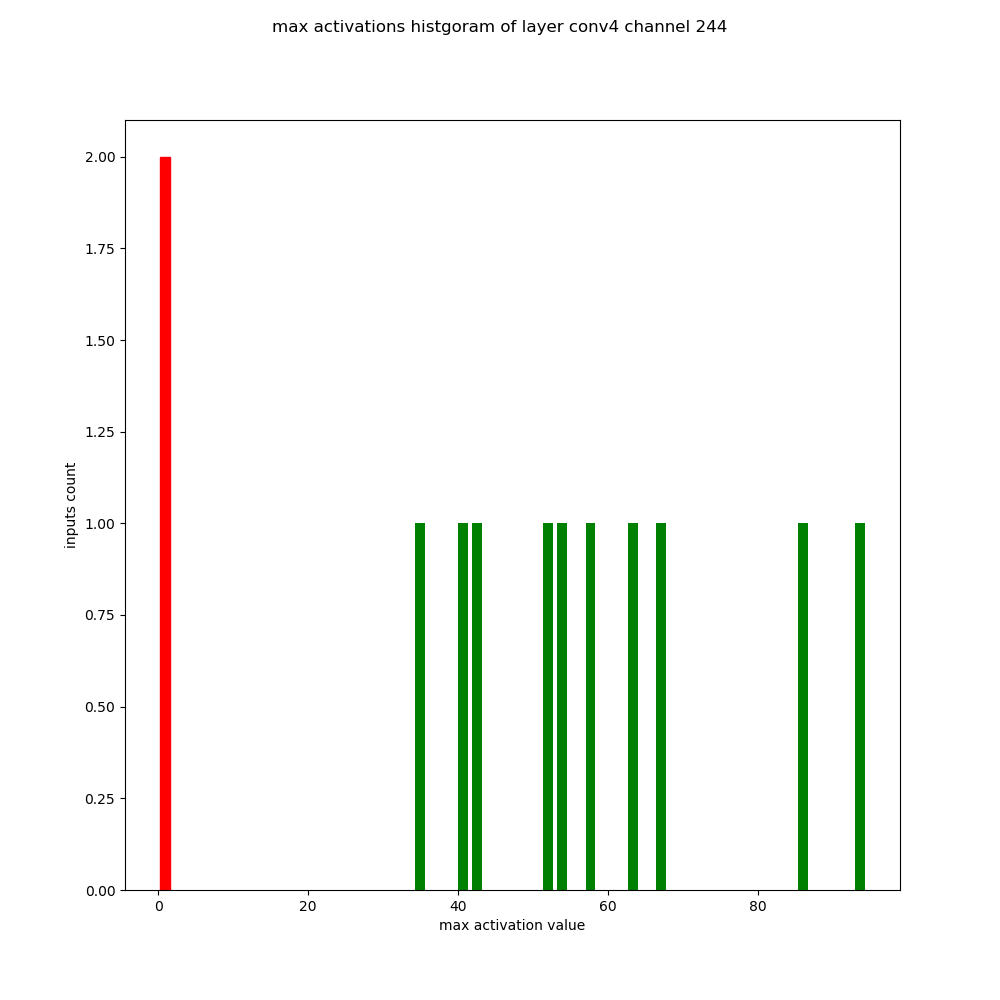 max activations histgoram of layer conv4 channel 244
2.00
1.75
1.50
1.25
1.00
0.75
0.50
0.25
0.00
inputs count
0 20 40 60 80
max activation value